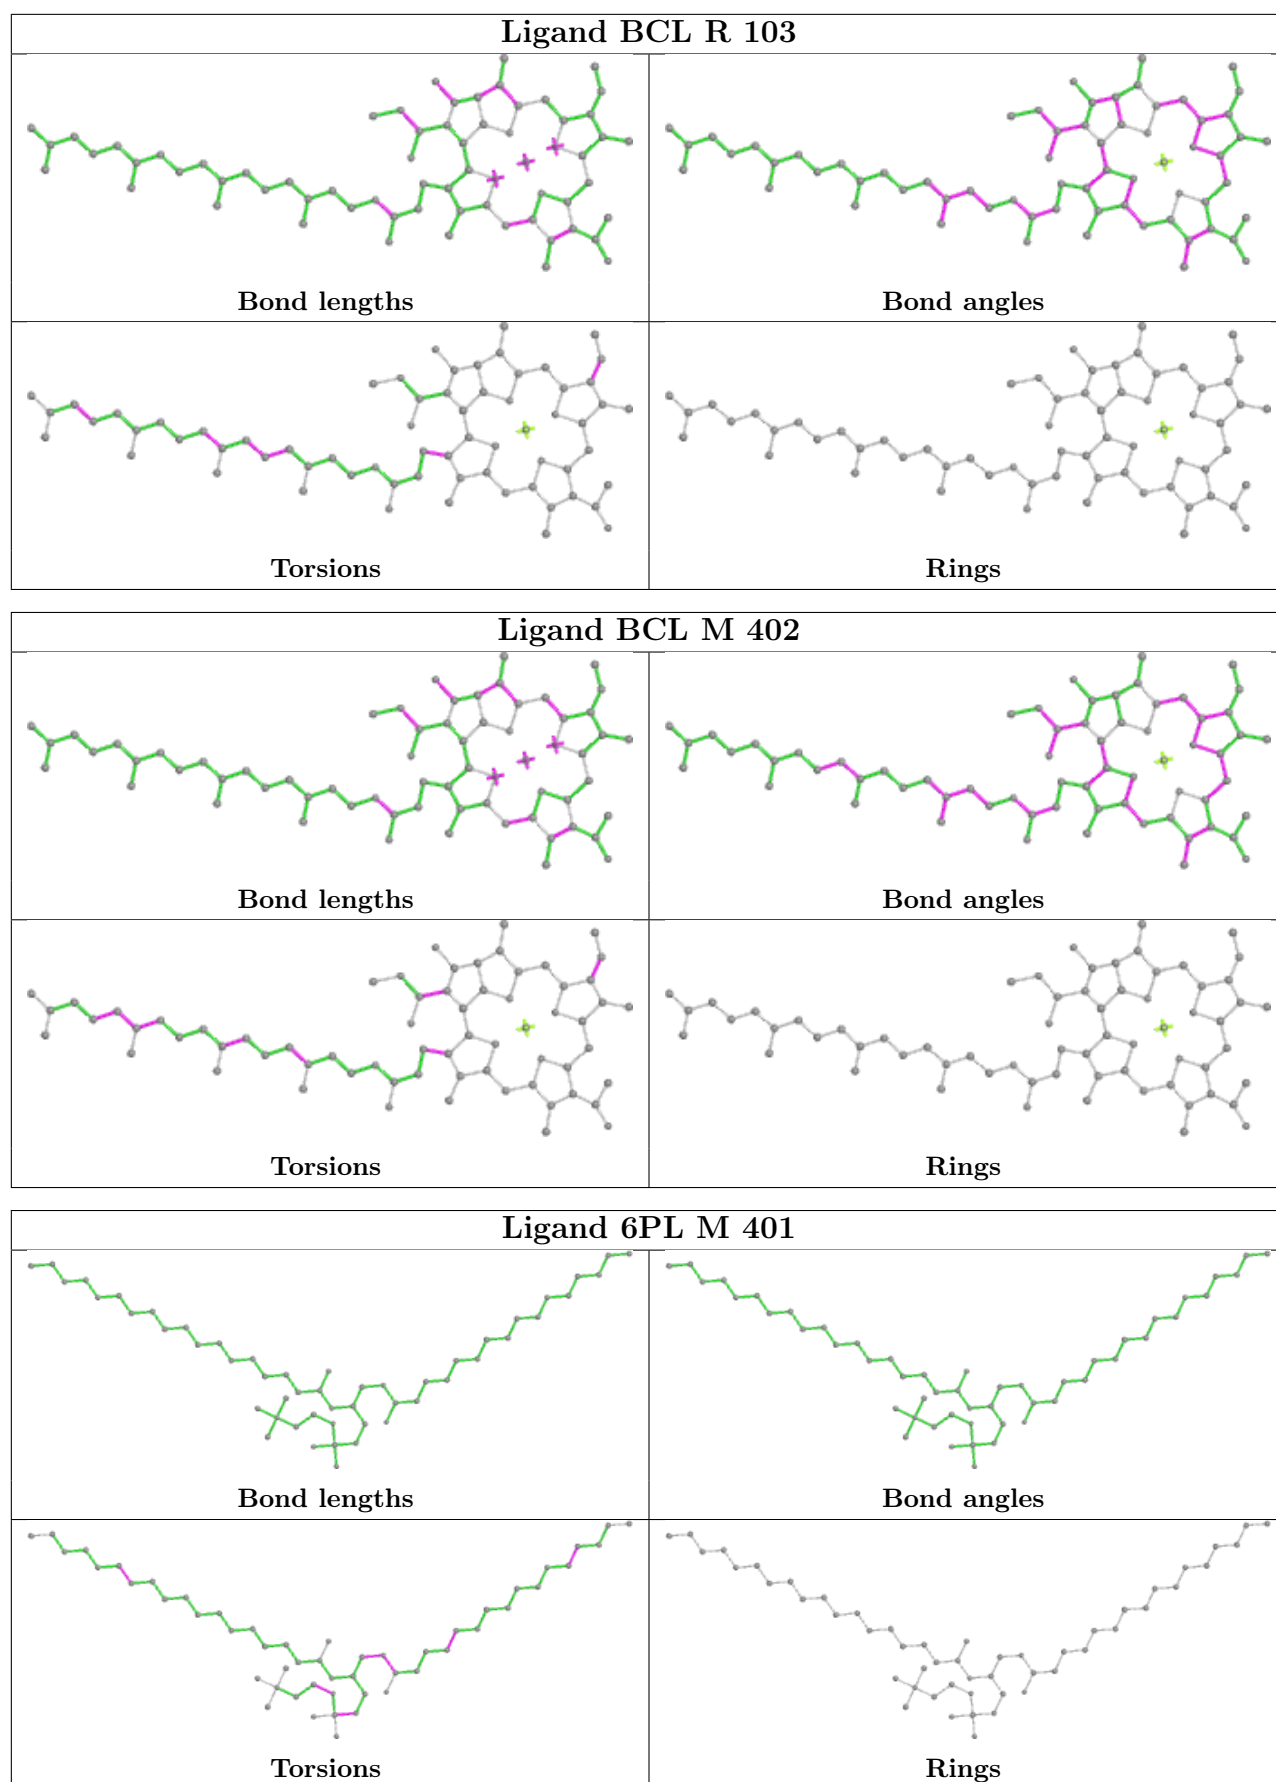 Ligand BCL R 103
Bond lengths
Bond angles
Torsions
Rings
Ligand BCL M 402
Bond lengths
Bond angles
Torsions
Rings
Ligand 6PL M 401
Bond lengths
Bond angles
Torsions
Rings